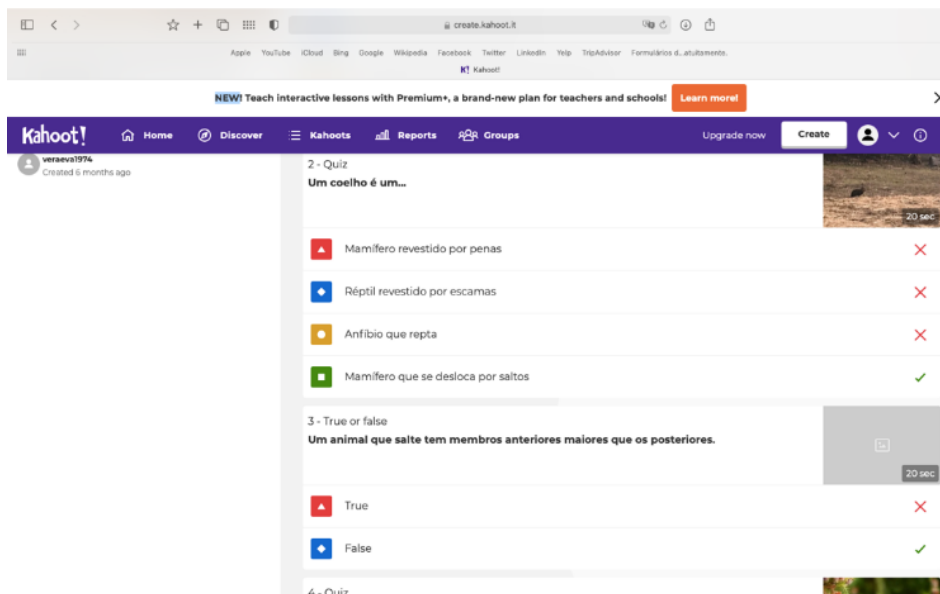 create.kahoot.it
Apple YouTube iCloud Bing Google Wikipedia Facebook Twitter LinkedIn Yelp TripAdvisor Formulários d...atuitamente.
K! Kahoot!
NEW! Teach interactive lessons with Premium+, a brand-new plan for teachers and schools! Learn more!
Kahoot! Home Discover Kahoots Reports Groups Upgrade now Create
veraeva1974
Created 6 months ago
2 - Quiz
Um coelho é um...
20 sec
Mamífero revestido por penas
Réptil revestido por escamas
Anfíbio que repta
Mamífero que se desloca por saltos
3 - True or false
Um animal que salte tem membros anteriores maiores que os posteriores.
20 sec
True
False
4 - Quiz